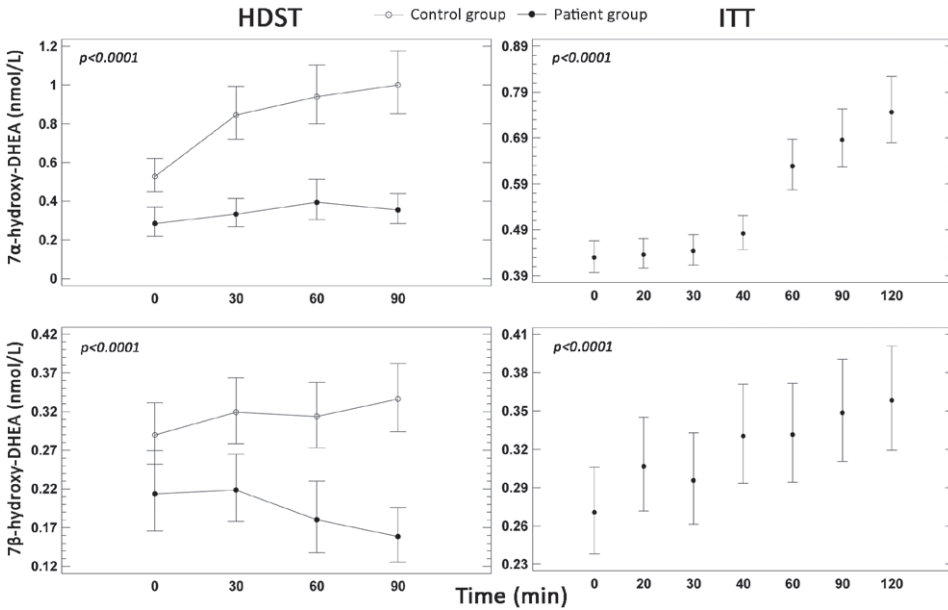 HDST
Control group
Patient group
ITT
7α-hydroxy-DHEA (nmol/L)
p<0.0001
1.2
1
0.8
0.6
0.4
0.2
0
0 30 60 90
p<0.0001
0.89
0.79
0.69
0.59
0.49
0.39
0 20 30 40 60 90 120
7β-hydroxy-DHEA (nmol/L)
p<0.0001
0.42
0.37
0.32
0.27
0.22
0.17
0.12
0 30 60 90
p<0.0001
0.41
0.38
0.35
0.32
0.29
0.26
0.23
0 20 30 40 60 90 120
Time (min)